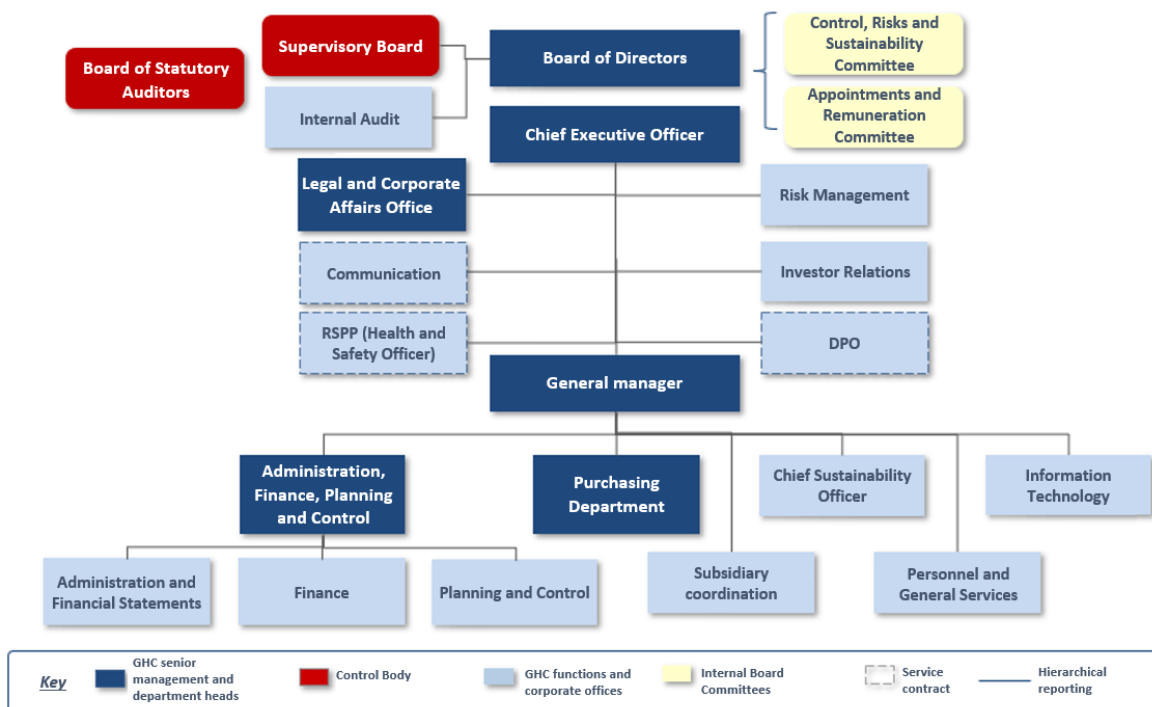 Board of Statutory
Auditors
Supervisory Board
Internal Audit
Board of Directors
Control, Risks and
Sustainability
Committee
Appointments and
Remuneration
Committee
Chief Executive Officer
Legal and Corporate
Affairs Office
Risk Management
Communication
Investor Relations
RSPP (Health and
Safety Officer)
DPO
General manager
Administration,
Finance, Planning
and Control
Purchasing
Department
Chief Sustainability
Officer
Information
Technology
Administration and
Financial Statements
Finance
Planning and Control
Subsidiary
coordination
Personnel and
General Services
Key
GHC senior
management and
department heads
Control Body
GHC functions and
corporate offices
Internal Board
Committees
Service
contract
Hierarchical
reporting